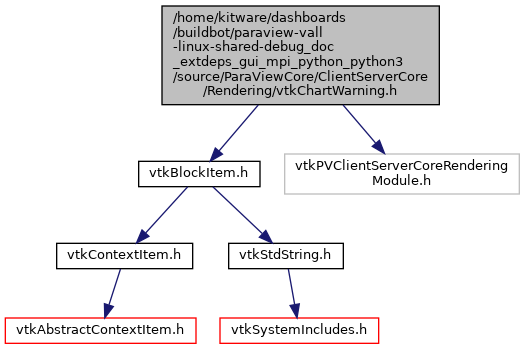 /home/kitware/dashboards
/buildbot/paraview-vall
-linux-shared-debug_doc
_extdeps_gui_mpi_python_python3
/source/ParaViewCore/ClientServerCore
/Rendering/vtkChartWarning.h
vtkBlockItem.h
vtkPVClientServerCoreRendering
Module.h
vtkContextItem.h
vtkStdString.h
vtkAbstractContextItem.h
vtkSystemIncludes.h